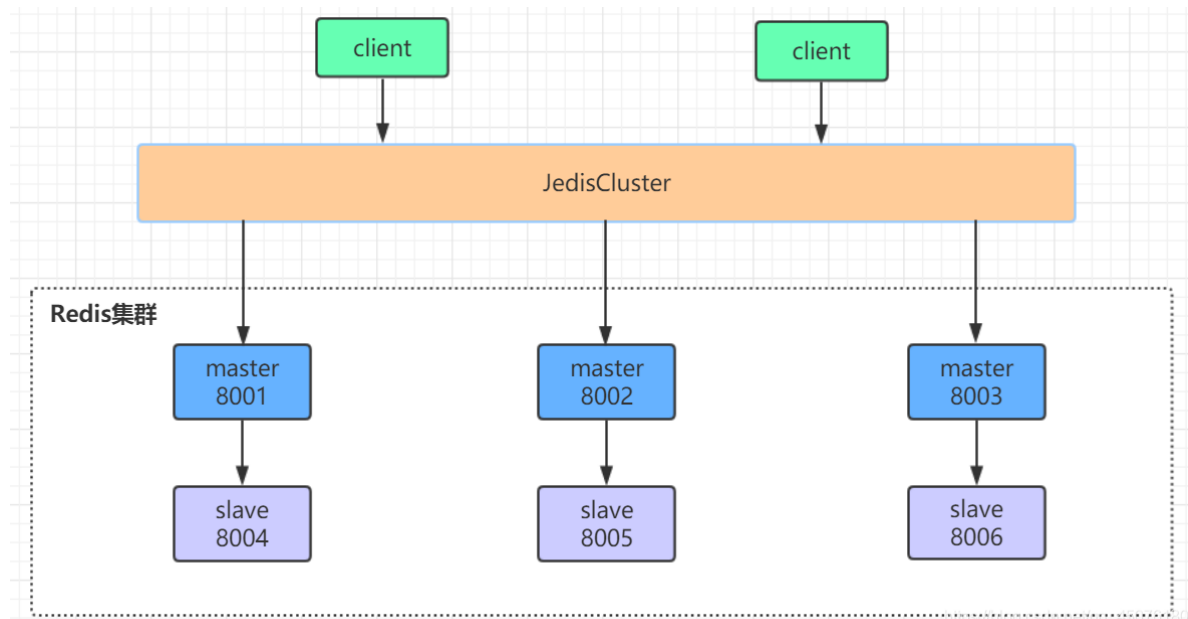 client
client
JedisCluster
Redis集群
master
8001
master
8002
master
8003
slave
8004
slave
8005
slave
8006